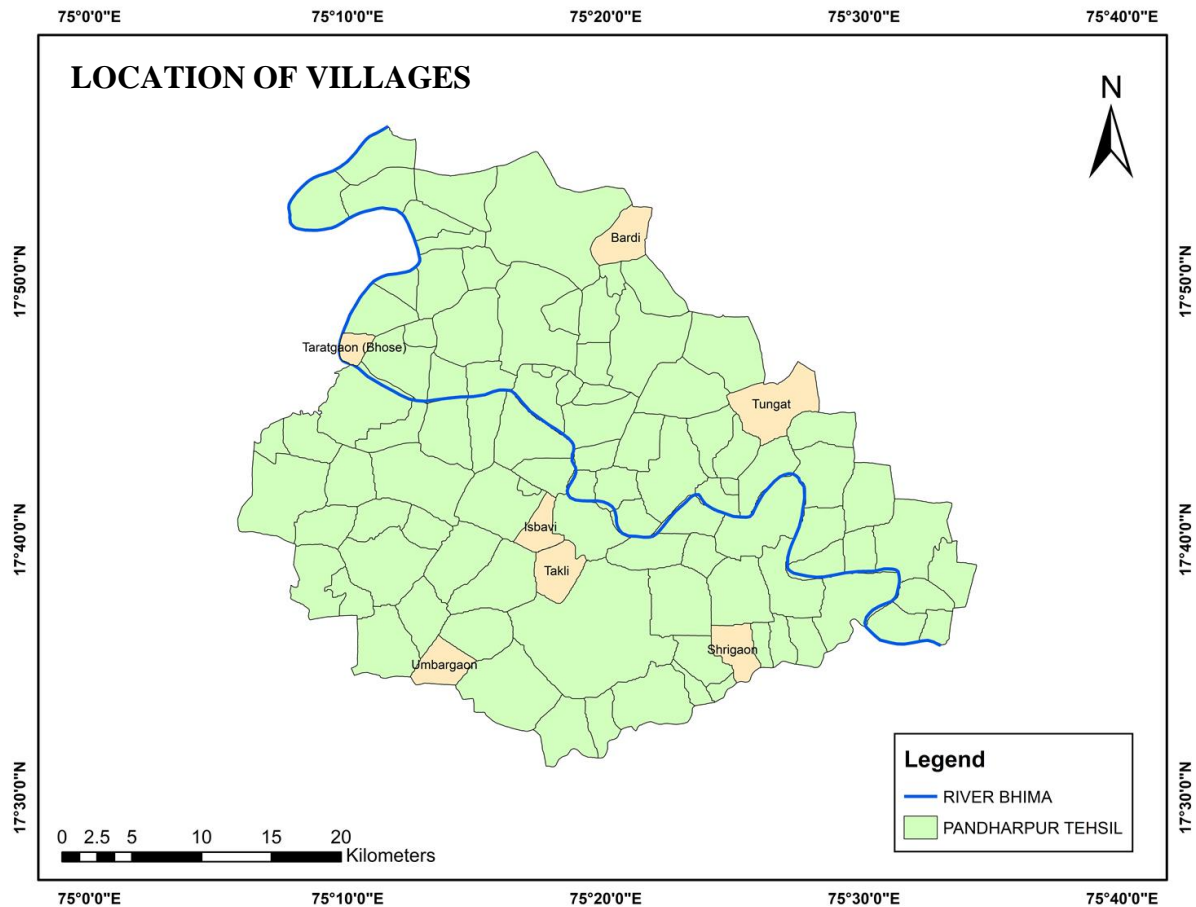 75°0'0"E 75°10'0"E 75°20'0"E 75°30'0"E 75°40'0"E
LOCATION OF VILLAGES
N
Bardi
17°50'0"N 17°50'0"N
Taratgaon (Bhose)
Tungat
Isbavi
17°40'0"N 17°40'0"N
Takli
Shrigaon
Umbargaon
Legend
RIVER BHIMA
PANDHARPUR TEHSIL
17°30'0"N 17°30'0"N
0 2.5 5 10 15 20
Kilometers
75°0'0"E 75°10'0"E 75°20'0"E 75°30'0"E 75°40'0"E